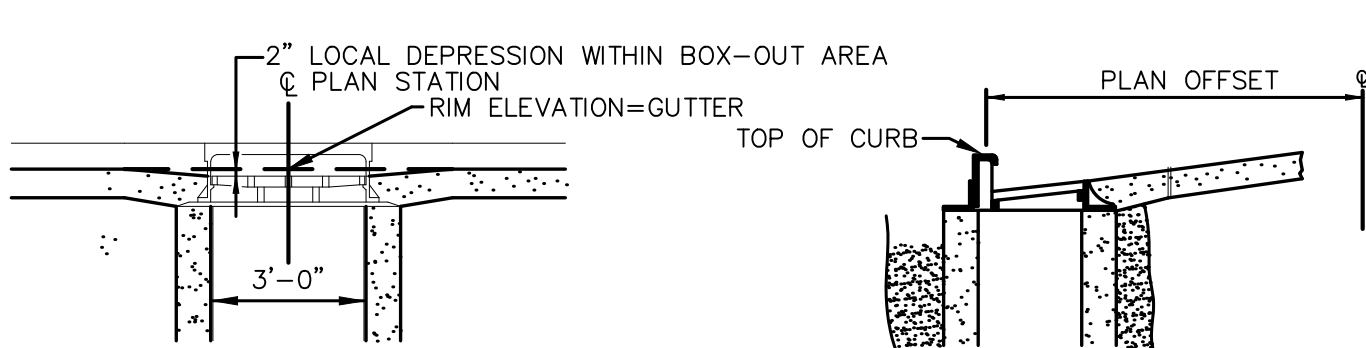 2” LOCAL DEPRESSION WITHIN BOX–OUT AREA
℄ PLAN STATION
RIM ELEVATION=GUTTER
3’–0”
PLAN OFFSET
℄
TOP OF CURB